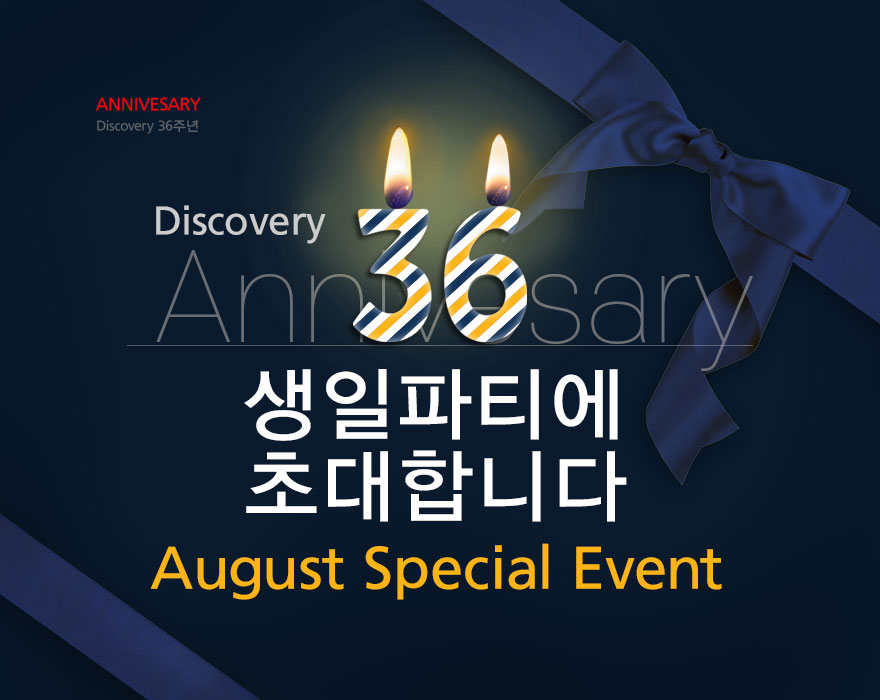 ANNIVESARY
Discovery 36주년
Discovery 36
Annivesary
생일파티에
초대합니다
August Special Event